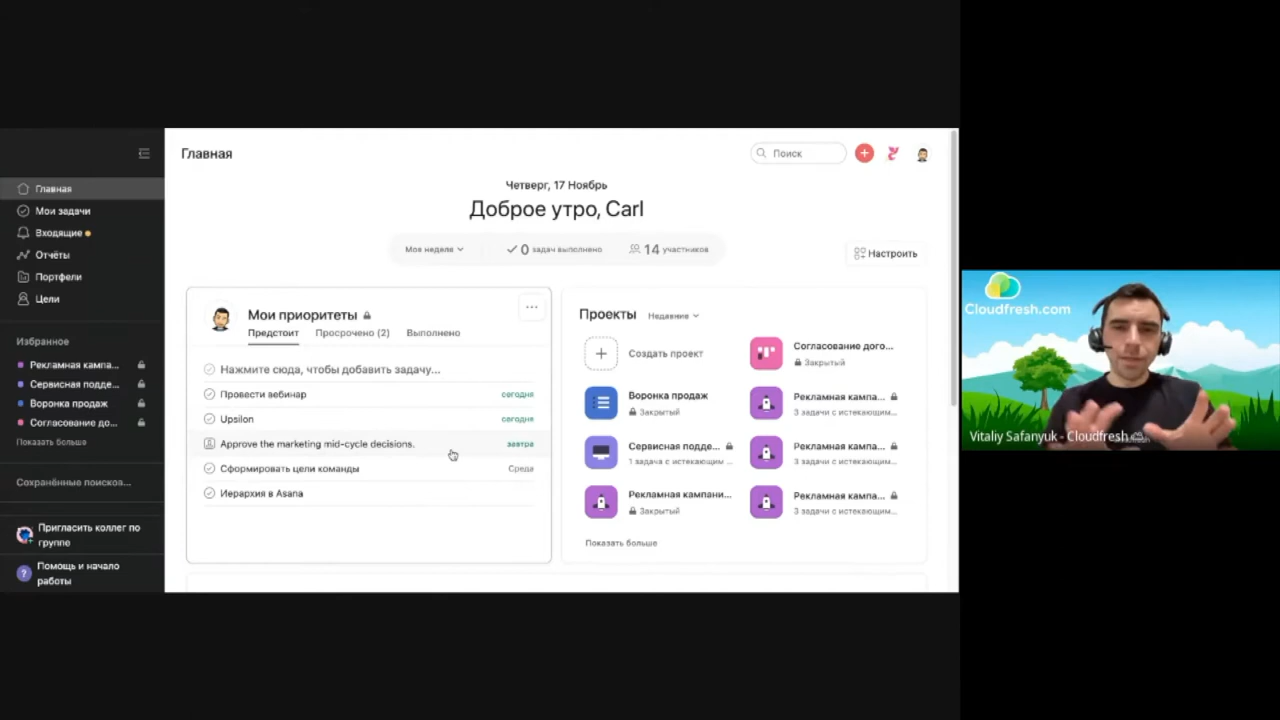 Главная
Поиск
Четверг, 17 Ноябрь
Доброе утро, Carl
Моя неделя
0 задач выполнено
14 участников
Настроить
Главная
Мои задачи
Входящие
Отчёты
Портфели
Цели
Избранное
Рекламная кампа...
Сервисная подде...
Воронка продаж
Согласование до...
Показать больше
Сохранённые поисков...
Пригласить коллег по
группе
?
Помощь и начало
работы
Мои приоритеты
Предстоит Просрочено (2) Выполнено
Нажмите сюда, чтобы добавить задачу...
Провести вебинар сегодня
Upsilon сегодня
Approve the marketing mid-cycle decisions. завтра
Сформировать цели команды Среда
Иерархия в Asana
Проекты Недавние
Создать проект
Согласование дого...
Закрытый
Воронка продаж
Закрытый
Рекламная кампа...
3 задачи с истекающим...
Сервисная подде...
1 задача с истекающим ...
Рекламная кампа...
3 задачи с истекающим...
Рекламная кампани...
Закрытый
Рекламная кампа...
3 задачи с истекающим...
Показать больше
Cloudfresh.com
Vitaliy Safanyuk - Cloudfresh